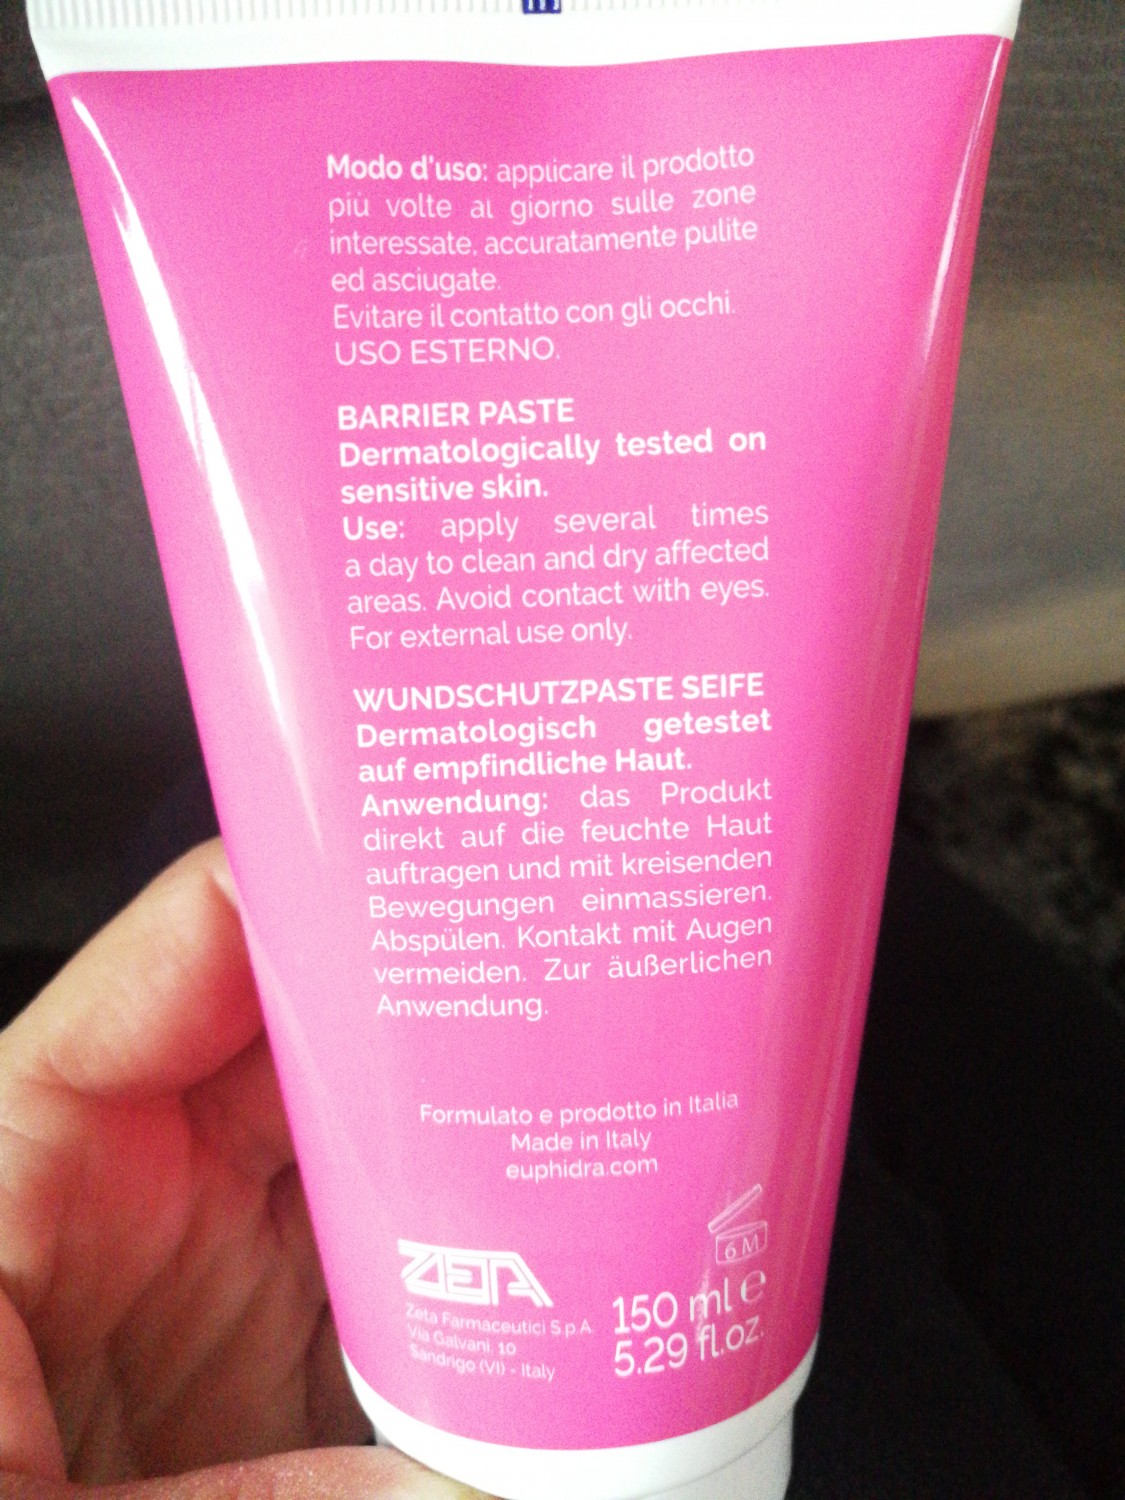 Modo d'uso: applicare il prodotto
più volte al giorno sulle zone
interessate, accuratamente pulite
ed asciugate.
Evitare il contatto con gli occhi.
USO ESTERNO.
BARRIER PASTE
Dermatologically tested on
sensitive skin.
Use: apply several times
a day to clean and dry affected
areas. Avoid contact with eyes.
For external use only.
WUNDSCHUTZPASTE SEIFE
Dermatologisch getestet
auf empfindliche Haut.
Anwendung: das Produkt
direkt auf die feuchte Haut
auftragen und mit kreisenden
Bewegungen einmassieren.
Abspülen. Kontakt mit Augen
vermeiden. Zur äußerlichen
Anwendung.
Formulato e prodotto in Italia
Made in Italy
euphidra.com
6 M
ZETA
Zeta Farmaceutici S.p.A.
Via Galvani, 10
Sandrigo (VI) - Italy
150 ml e
5.29 fl.oz.